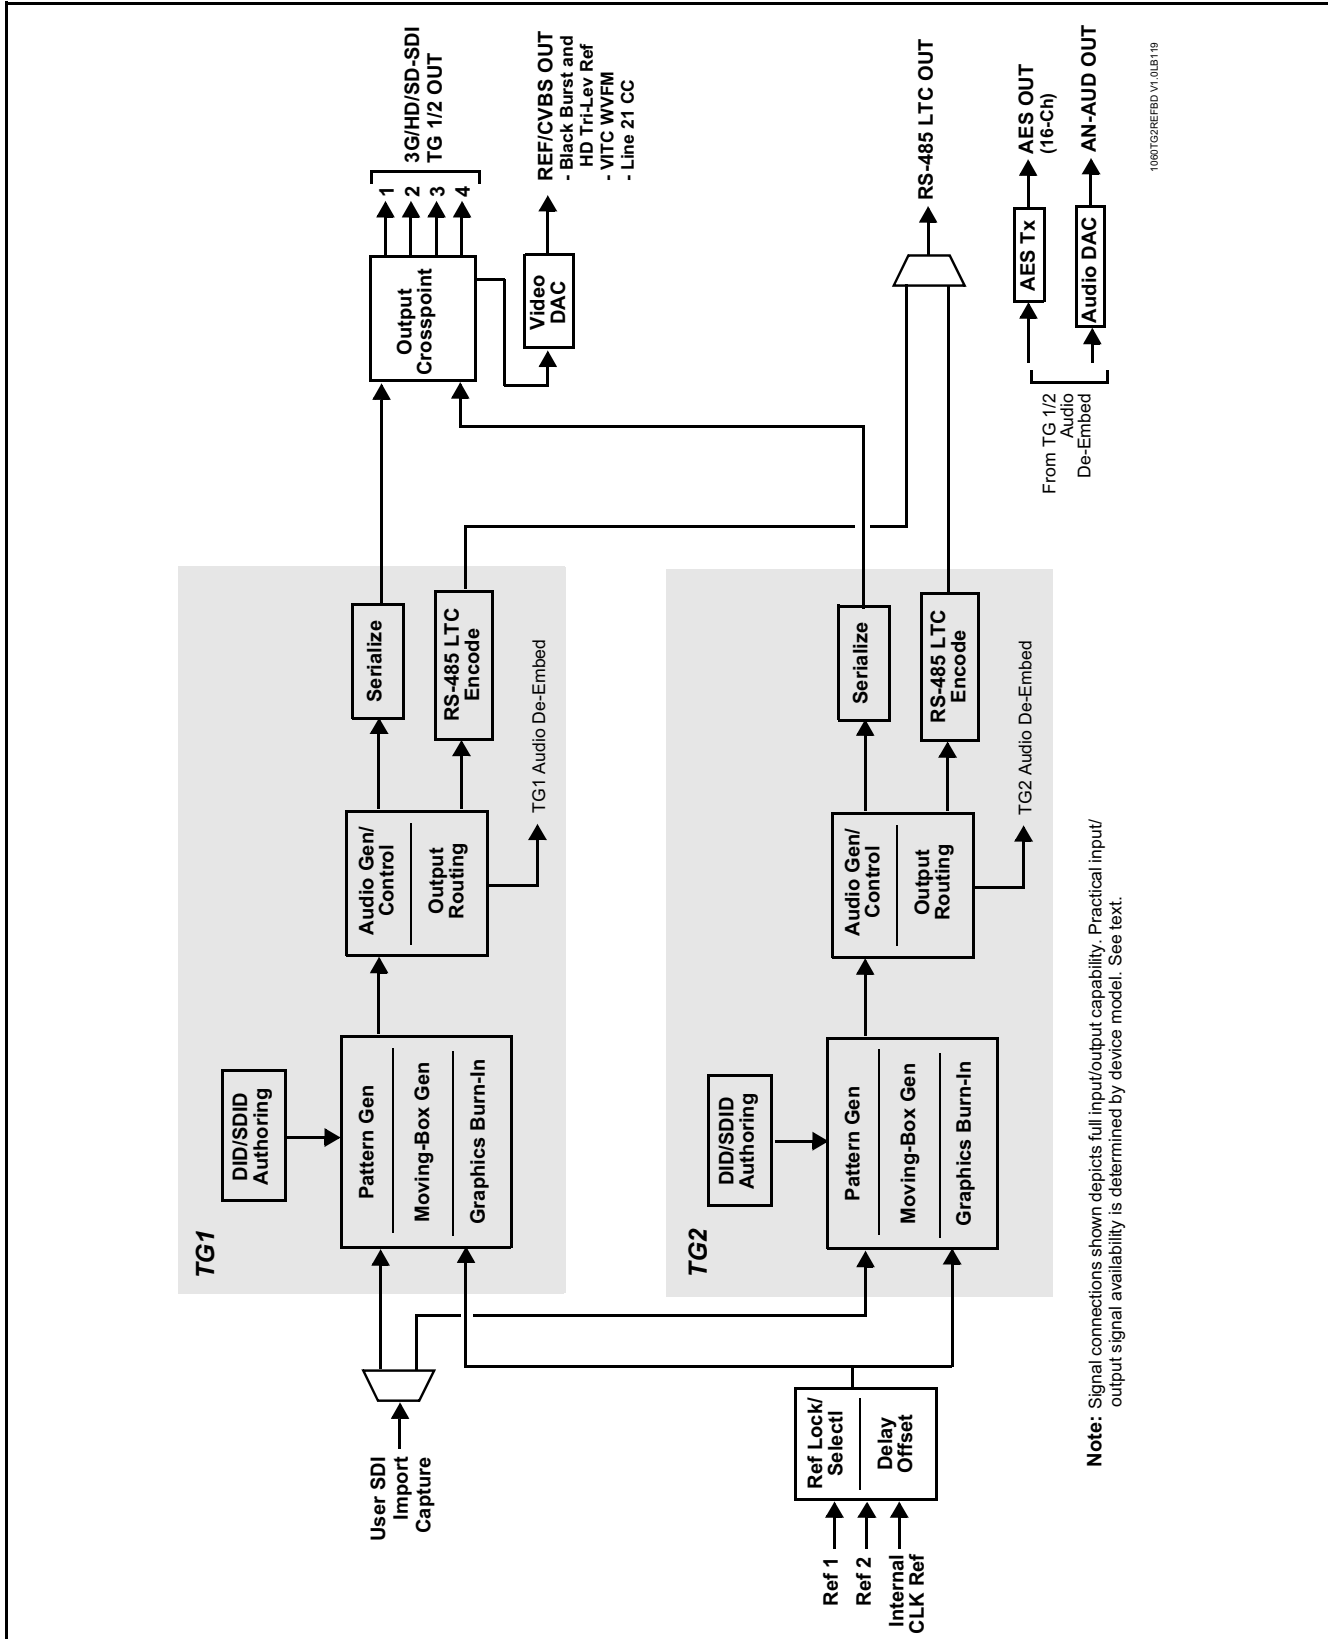 User SDI
Import
Capture
Ref 1
Ref 2
Internal
CLK Ref
Ref Lock/
Selectl
Delay
Offset
TG1
DID/SDID
Authoring
Pattern Gen
Moving-Box Gen
Graphics Burn-In
Audio Gen/
Control
Output
Routing
TG1 Audio De-Embed
Serialize
RS-485 LTC
Encode
TG2
DID/SDID
Authoring
Pattern Gen
Moving-Box Gen
Graphics Burn-In
Audio Gen/
Control
Output
Routing
TG2 Audio De-Embed
Serialize
RS-485 LTC
Encode
Output
Crosspoint
1
2
3
4
3G/HD/SD-SDI
TG 1/2 OUT
Video
DAC
REF/CVBS OUT
- Black Burst and
HD Tri-Lev Ref
- VITC WVFM
- Line 21 CC
RS-485 LTC OUT
From TG 1/2
Audio
De-Embed
AES Tx
AES OUT
(16-Ch)
Audio DAC
AN-AUD OUT
Note: Signal connections shown depicts full input/output capability. Practical input/
output signal availability is determined by device model. See text.
1060TG2REFBD V1.0LB119